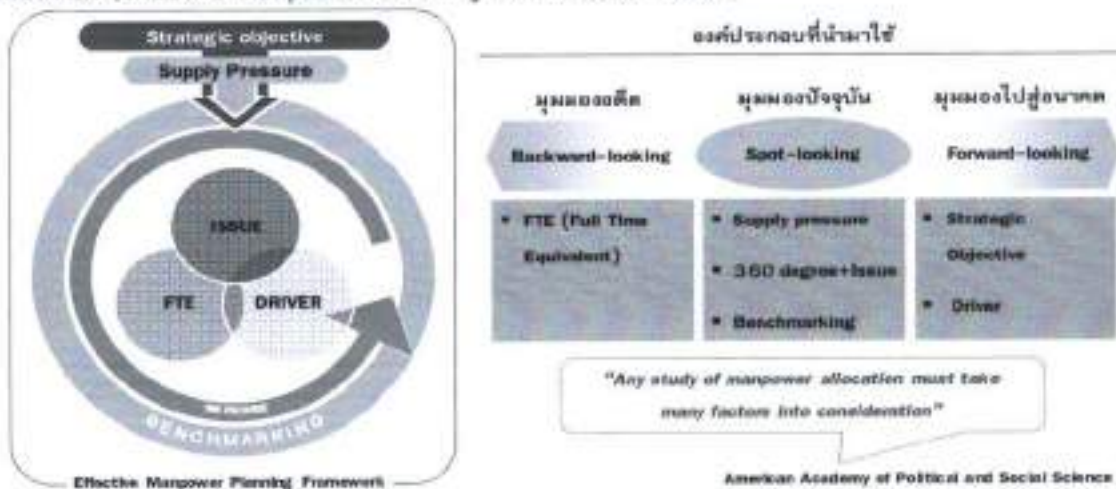 Strategic objective
Supply Pressure
ISSUE
FTE
DRIVER
BENCHMARKING
Effective Manpower Planning Framework
องค์ประกอบที่นำมาใช้
มุมมองอดีต
มุมมองปัจจุบัน
มุมมองไปสู่อนาคต
Backward-looking
Spot-looking
Forward-looking
▪ FTE (Full Time
Equivalent)
▪ Supply pressure
▪ 360 degree+Issue
▪ Benchmarking
▪ Strategic
Objective
▪ Driver
"Any study of manpower allocation must take
many factors into consideration"
American Academy of Political and Social Science